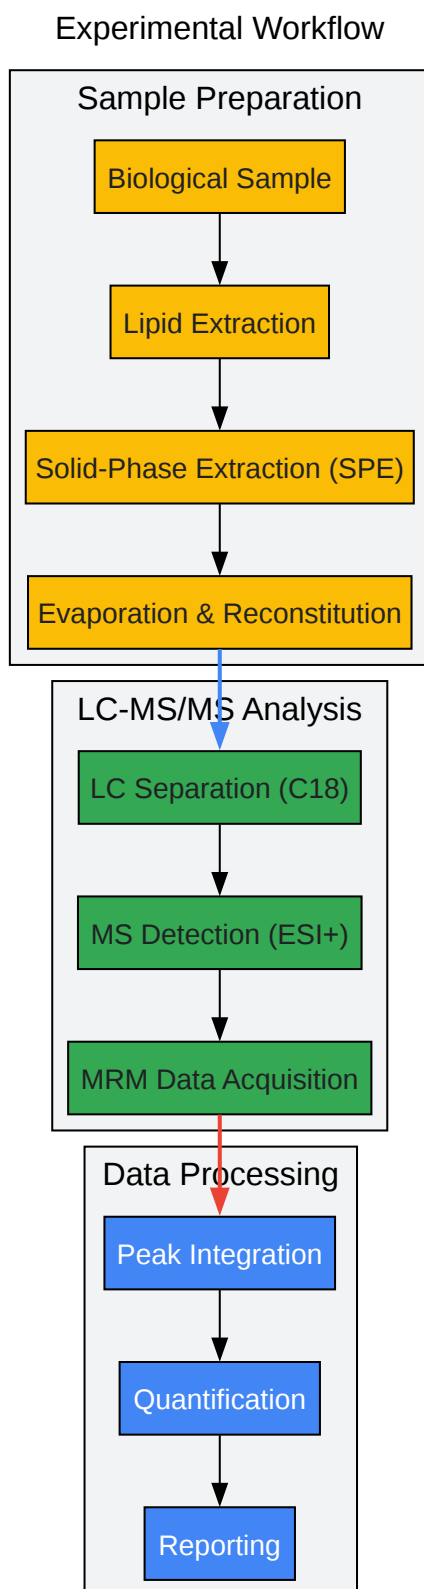 Experimental Workflow
Sample Preparation
Biological Sample
Lipid Extraction
Solid-Phase Extraction (SPE)
Evaporation & Reconstitution
LC-MS/MS Analysis
LC Separation (C18)
MS Detection (ESI+)
MRM Data Acquisition
Data Processing
Peak Integration
Quantification
Reporting